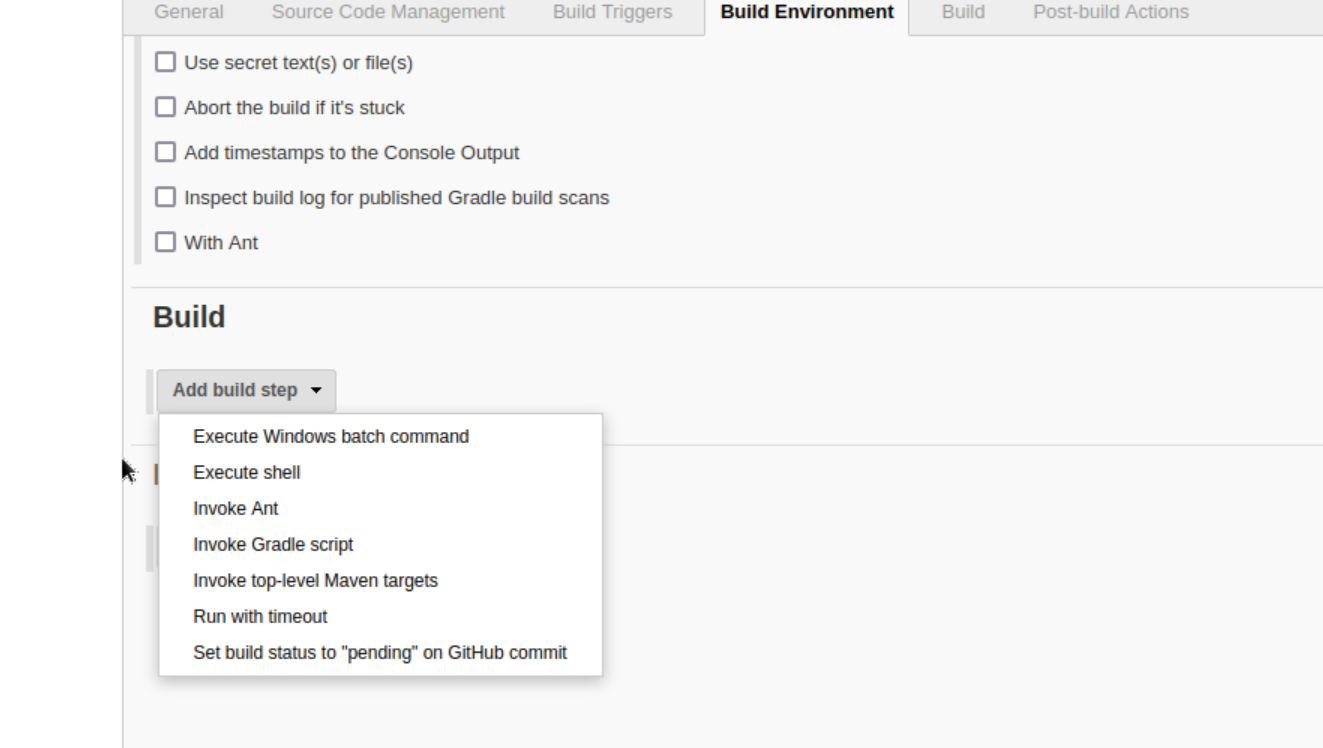 General Source Code Management Build Triggers Build Environment Build Post-build Actions
Use secret text(s) or file(s)
Abort the build if it's stuck
Add timestamps to the Console Output
Inspect build log for published Gradle build scans
With Ant
Build
Add build step
Execute Windows batch command
Execute shell
Invoke Ant
Invoke Gradle script
Invoke top-level Maven targets
Run with timeout
Set build status to "pending" on GitHub commit